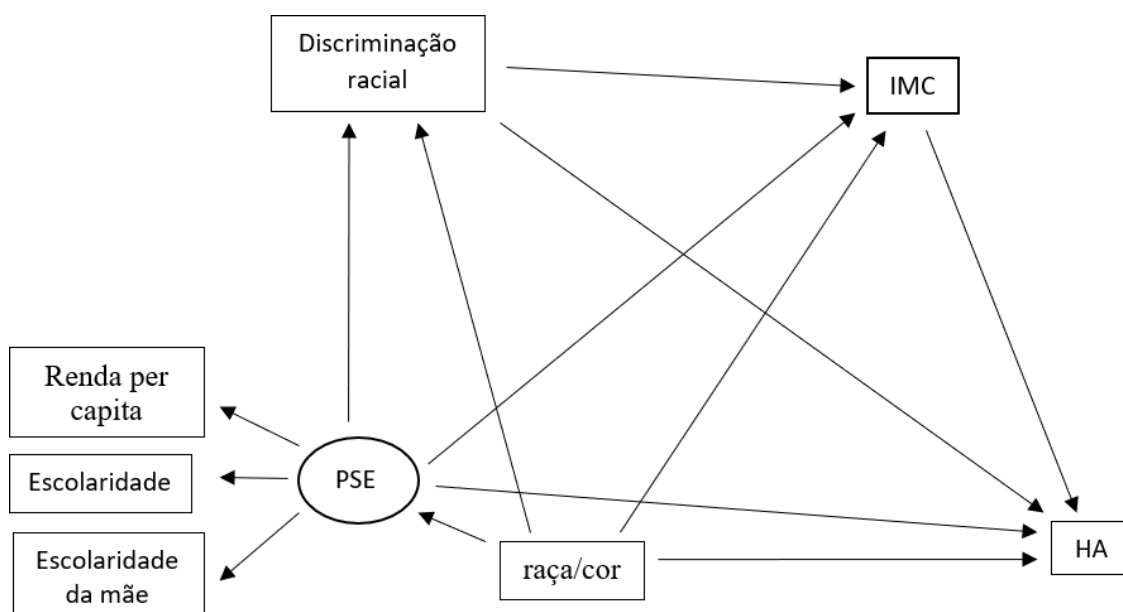 Discriminação
racial
IMC
Renda per
capita
Escolaridade
PSE
Escolaridade
da mãe
raça/cor
HA